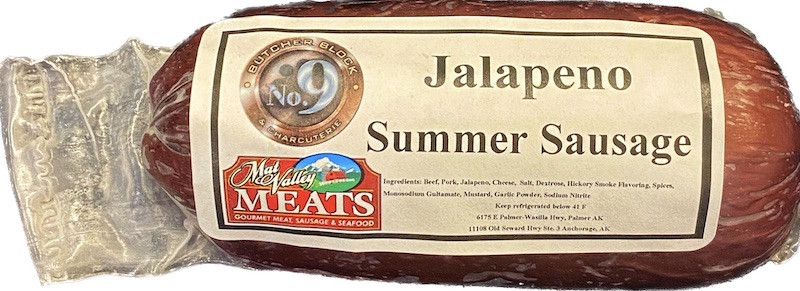 BUTCHER BLOCK
No. 9
& CHARCUTERIE
Jalapeno
Summer Sausage
Mat Valley
MEATS
GOURMET MEAT, SAUSAGE & SEAFOOD
Ingredients: Beef, Pork, Jalapeno, Cheese, Salt, Dextrose, Hickory Smoke Flavoring, Spices,
Monosodium Gultamate, Mustard, Garlic Powder, Sodium Nitrite
Keep refrigerated below 41 F
6175 E Palmer-Wasilla Hwy, Palmer AK
11108 Old Seward Hwy Ste. 3 Anchorage, AK